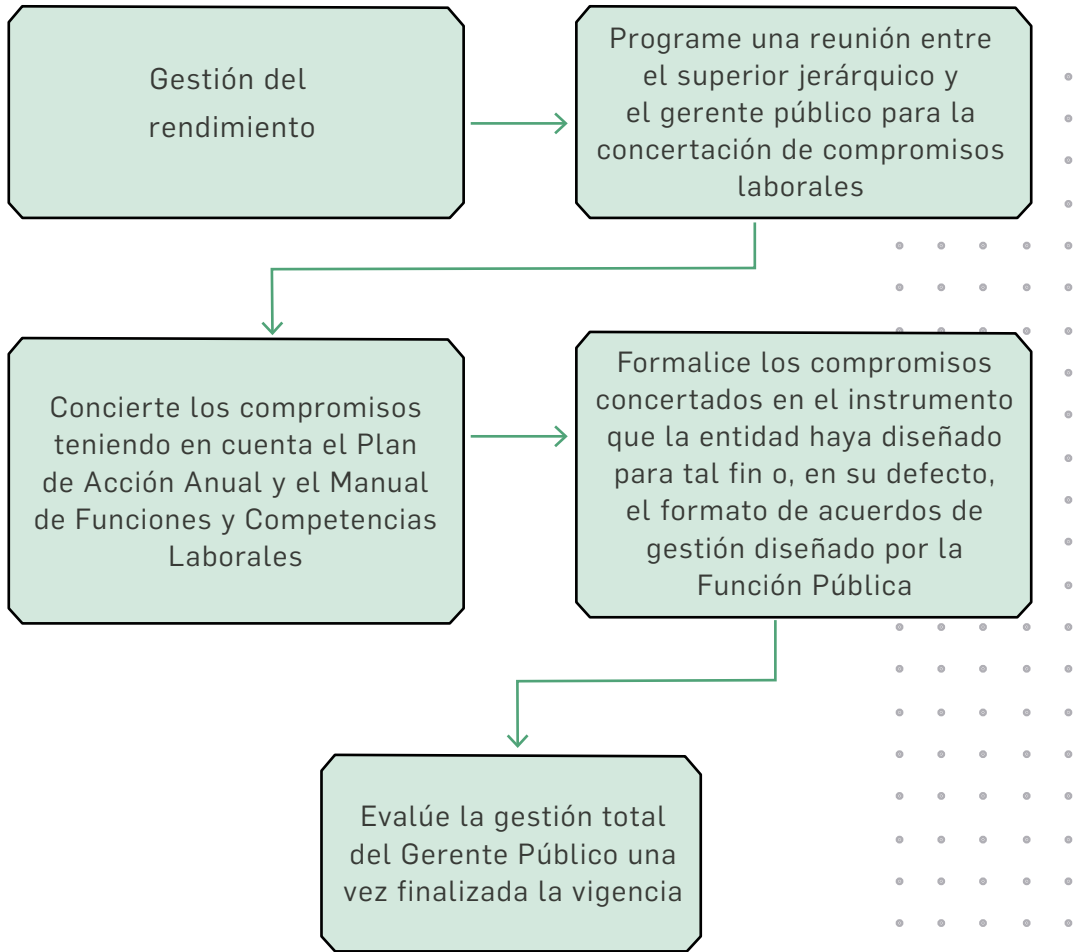 Gestión del
rendimiento
Programe una reunión entre
el superior jerárquico y
el gerente público para la
concertación de compromisos
laborales
Concierte los compromisos
teniendo en cuenta el Plan
de Acción Anual y el Manual
de Funciones y Competencias
Laborales
Formalice los compromisos
concertados en el instrumento
que la entidad haya diseñado
para tal fin o, en su defecto,
el formato de acuerdos de
gestión diseñado por la
Función Pública
Evalúe la gestión total
del Gerente Público una
vez finalizada la vigencia